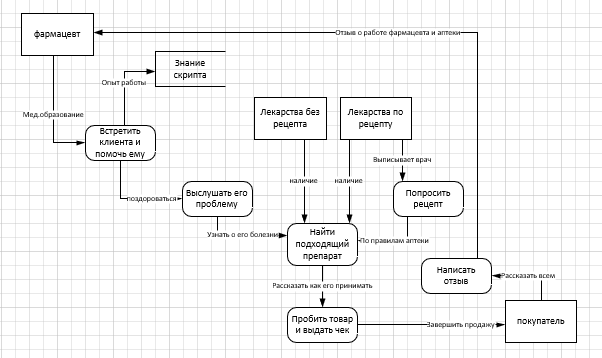 фармацевт
Отзыв о работе фармацевта и аптеки
Знание
скрипта
Опыт работы
Мед.образование
Встретить
клиента и
помочь ему
Лекарства без
рецепта
Лекарства по
рецепту
Выписывает врач
наличие
наличие
поздороваться
Выслушать его
проблему
Попросить
рецепт
Узнать о его болезни
Найти
подходящий
препарат
По правилам аптеки
Написать
отзыв
Рассказать всем
Рассказать как его принимать
Пробить товар
и выдать чек
Завершить продажу
покупатель